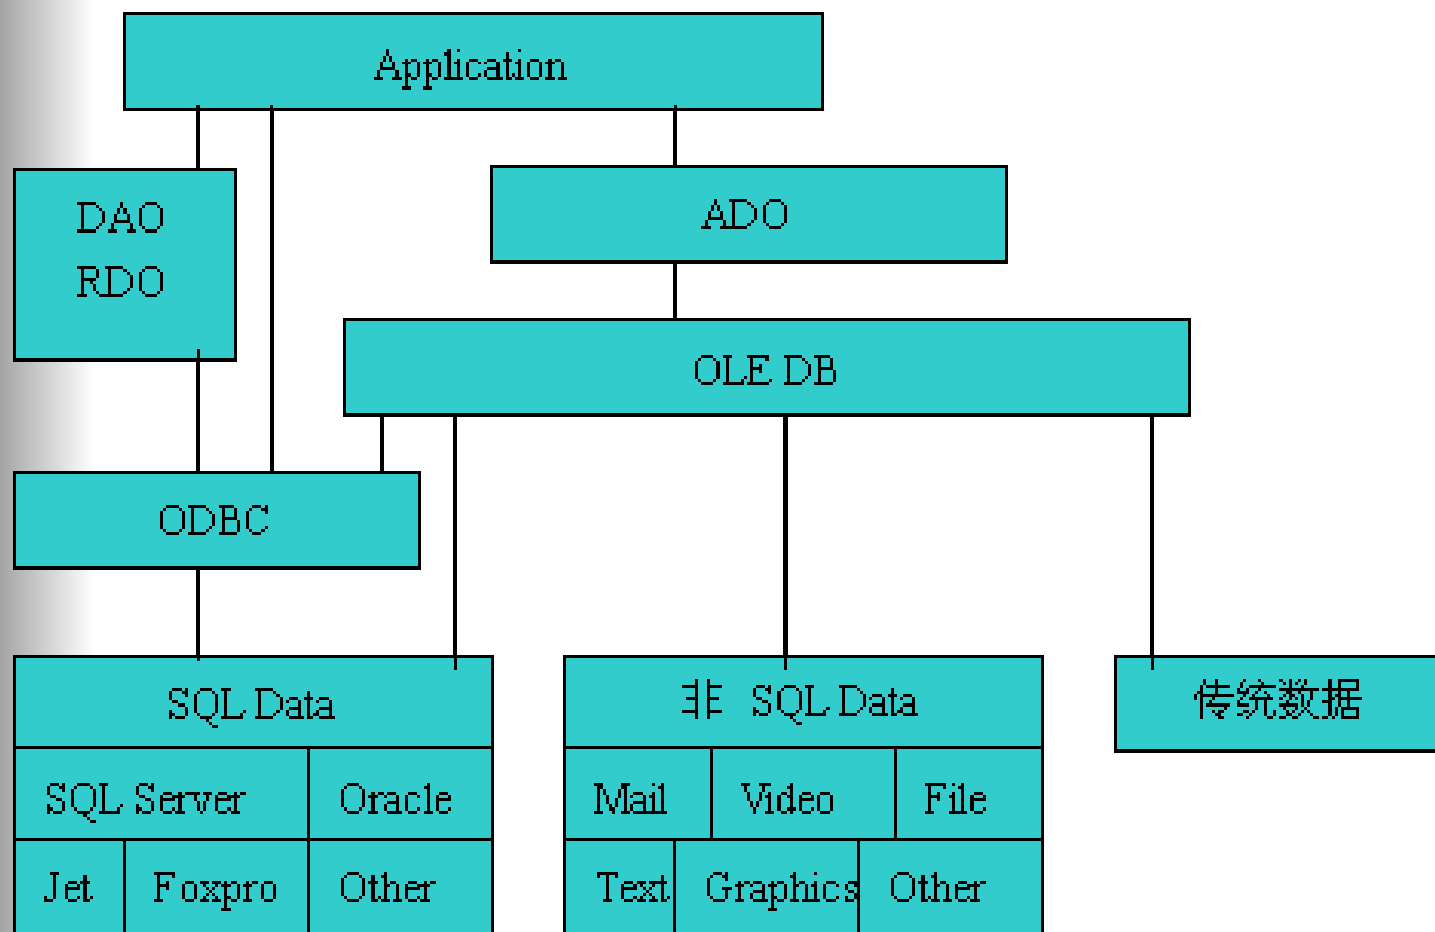 Application
DAO
RDO
ADO
OLE DB
ODBC
SQL Data
SQL Server
Oracle
Jet
Foxpro
Other
非 SQL Data
Mail
Video
File
Text
Graphics
Other
传统数据